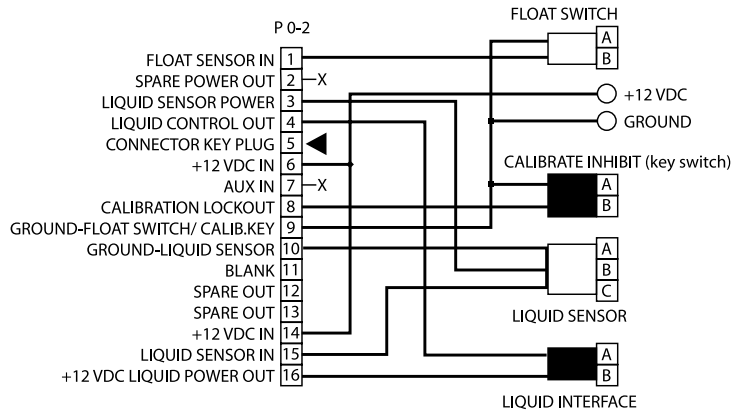 FLOAT SWITCH
P 0-2
A
FLOAT SENSOR IN 1 B
SPARE POWER OUT 2 X
LIQUID SENSOR POWER 3 +12 VDC
LIQUID CONTROL OUT 4 GROUND
CONNECTOR KEY PLUG 5
+12 VDC IN 6 CALIBRATE INHIBIT (key switch)
AUX IN 7 X A
CALIBRATION LOCKOUT 8 B
GROUND-FLOAT SWITCH/ CALIB.KEY 9
GROUND-LIQUID SENSOR 10 A
BLANK 11 B
SPARE OUT 12 C
SPARE OUT 13 LIQUID SENSOR
+12 VDC IN 14
LIQUID SENSOR IN 15 A
+12 VDC LIQUID POWER OUT 16 B
LIQUID INTERFACE